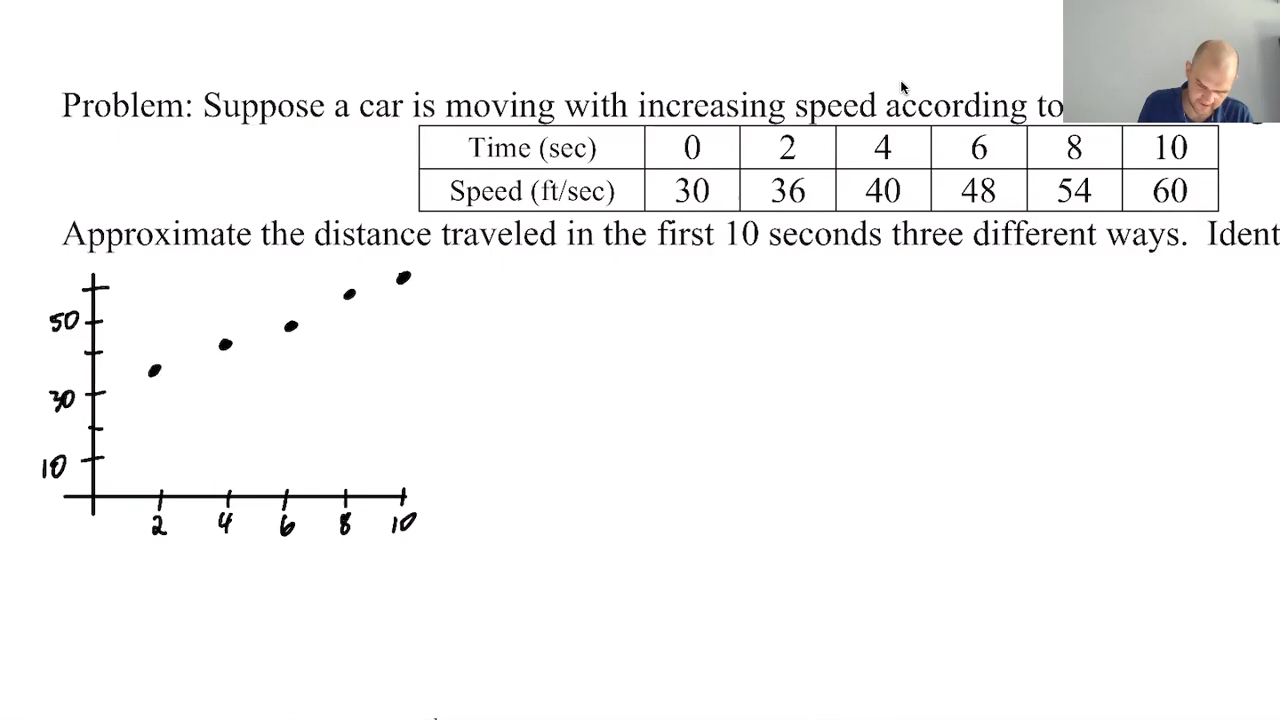 Problem: Suppose a car is moving with increasing speed according to
Time (sec) 0 2 4 6 8 10
Speed (ft/sec) 30 36 40 48 54 60
Approximate the distance traveled in the first 10 seconds three different ways. Ident
50
30
10
2 4 6 8 10